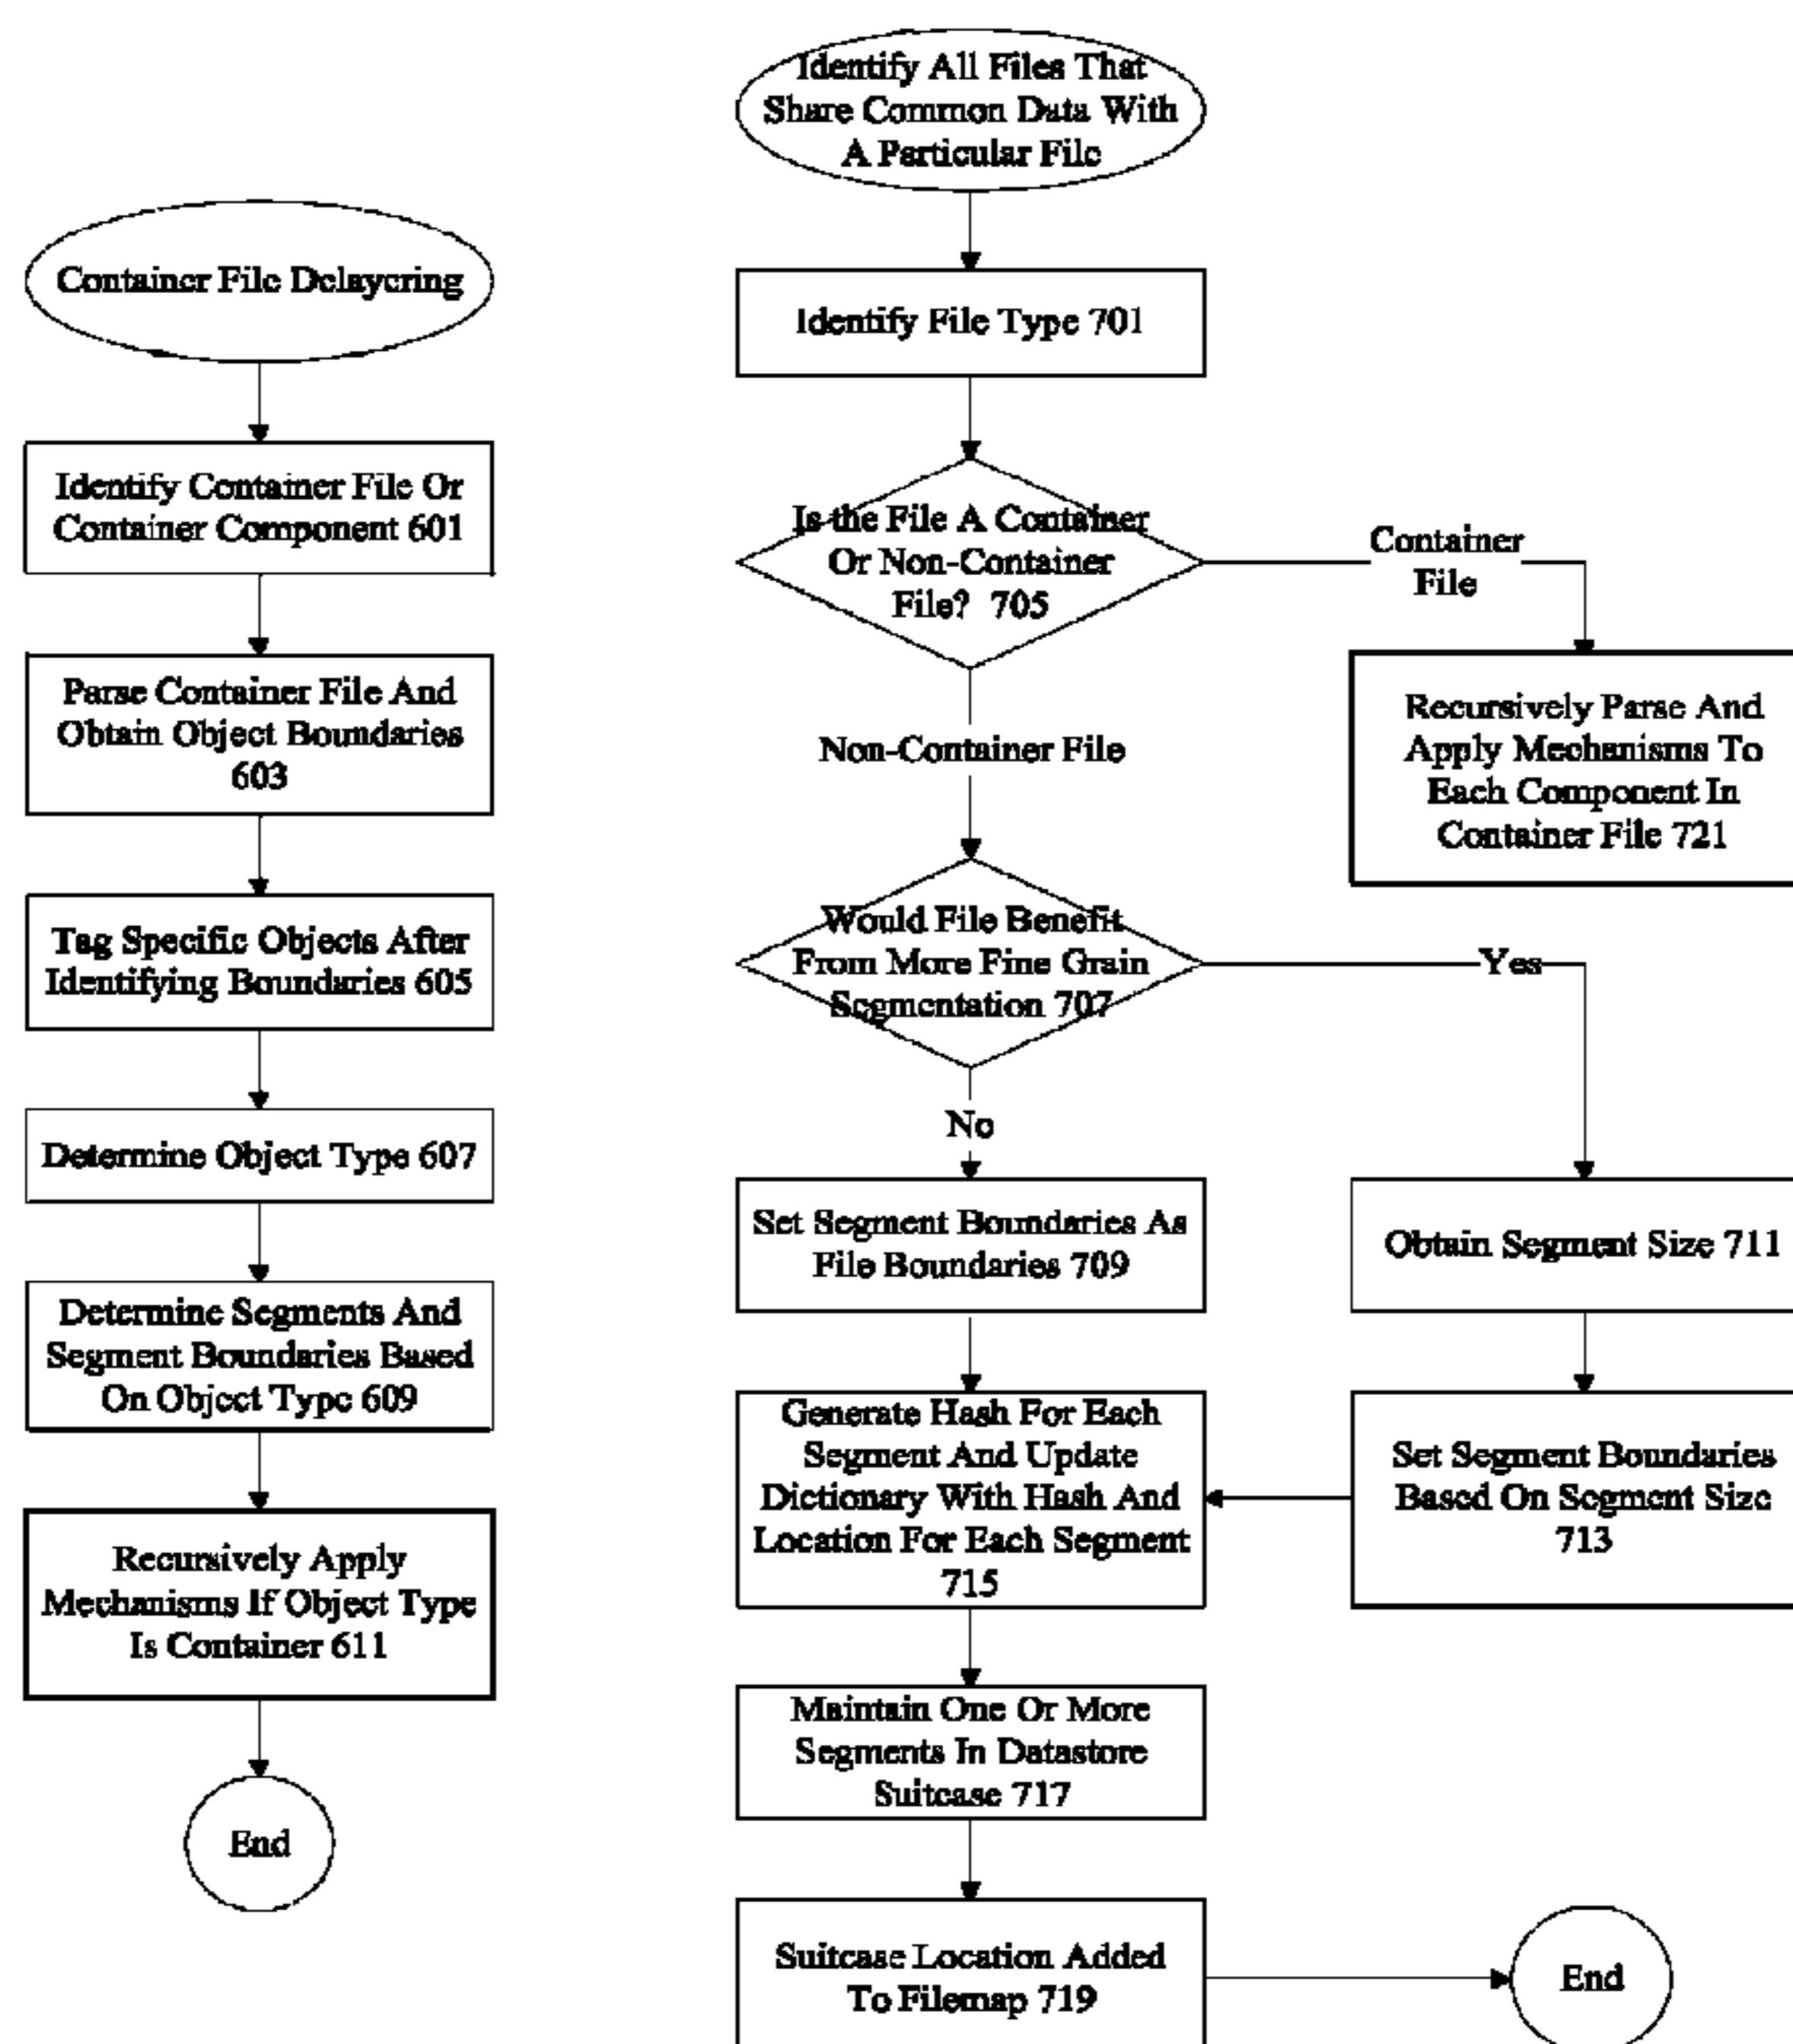 Container File Delayering
Identify Container File Or
Container Component 601
Parse Container File And
Obtain Object Boundaries
603
Tag Specific Objects After
Identifying Boundaries 605
Determine Object Type 607
Determine Segments And
Segment Boundaries Based
On Object Type 609
Recursively Apply
Mechanisms If Object Type
Is Container 611
End
Identify All Files That
Share Common Data With
A Particular File
Identify File Type 701
Is the File A Container
Or Non-Container
File? 705
Container
File
Recursively Parse And
Apply Mechanisms To
Each Component In
Container File 721
Non-Container File
Would File Benefit
From More Fine Grain
Segmentation 707
Yes
No
Set Segment Boundaries As
File Boundaries 709
Obtain Segment Size 711
Generate Hash For Each
Segment And Update
Dictionary With Hash And
Location For Each Segment
715
Set Segment Boundaries
Based On Segment Size
713
Maintain One Or More
Segments In Datastore
Suitcase 717
Suitcase Location Added
To Filemap 719
End